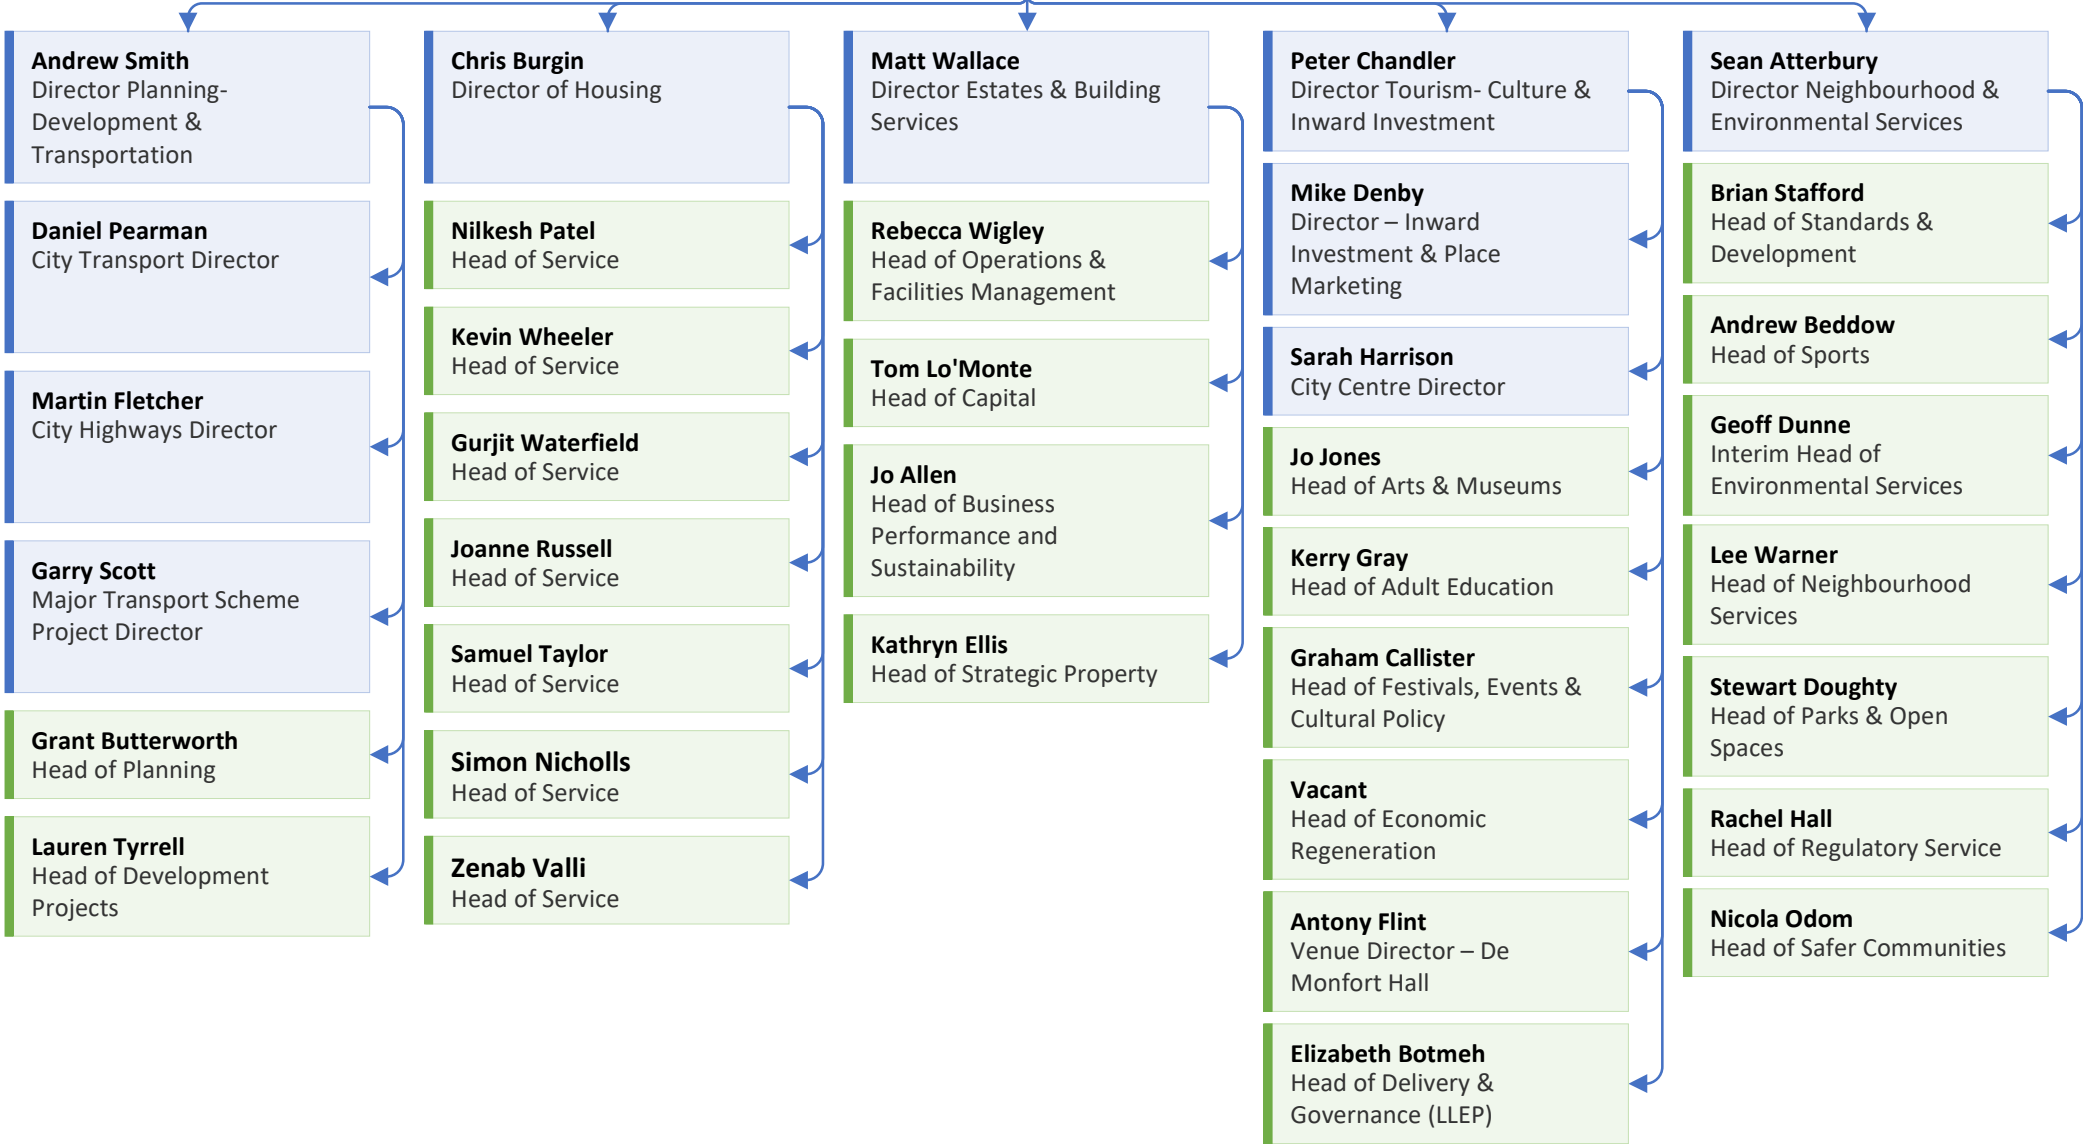 Andrew Smith
Director Planning-
Development &
Transportation
Daniel Pearman
City Transport Director
Martin Fletcher
City Highways Director
Garry Scott
Major Transport Scheme
Project Director
Grant Butterworth
Head of Planning
Lauren Tyrrell
Head of Development
Projects
Chris Burgin
Director of Housing
Nilkesh Patel
Head of Service
Kevin Wheeler
Head of Service
Gurjit Waterfield
Head of Service
Joanne Russell
Head of Service
Samuel Taylor
Head of Service
Simon Nicholls
Head of Service
Zenab Valli
Head of Service
Matt Wallace
Director Estates & Building
Services
Rebecca Wigley
Head of Operations &
Facilities Management
Tom Lo'Monte
Head of Capital
Jo Allen
Head of Business
Performance and
Sustainability
Kathryn Ellis
Head of Strategic Property
Peter Chandler
Director Tourism- Culture &
Inward Investment
Mike Denby
Director – Inward
Investment & Place
Marketing
Sarah Harrison
City Centre Director
Jo Jones
Head of Arts & Museums
Kerry Gray
Head of Adult Education
Graham Callister
Head of Festivals, Events &
Cultural Policy
Vacant
Head of Economic
Regeneration
Antony Flint
Venue Director – De
Monfort Hall
Elizabeth Botmeh
Head of Delivery &
Governance (LLEP)
Sean Atterbury
Director Neighbourhood &
Environmental Services
Brian Stafford
Head of Standards &
Development
Andrew Beddow
Head of Sports
Geoff Dunne
Interim Head of
Environmental Services
Lee Warner
Head of Neighbourhood
Services
Stewart Doughty
Head of Parks & Open
Spaces
Rachel Hall
Head of Regulatory Service
Nicola Odom
Head of Safer Communities